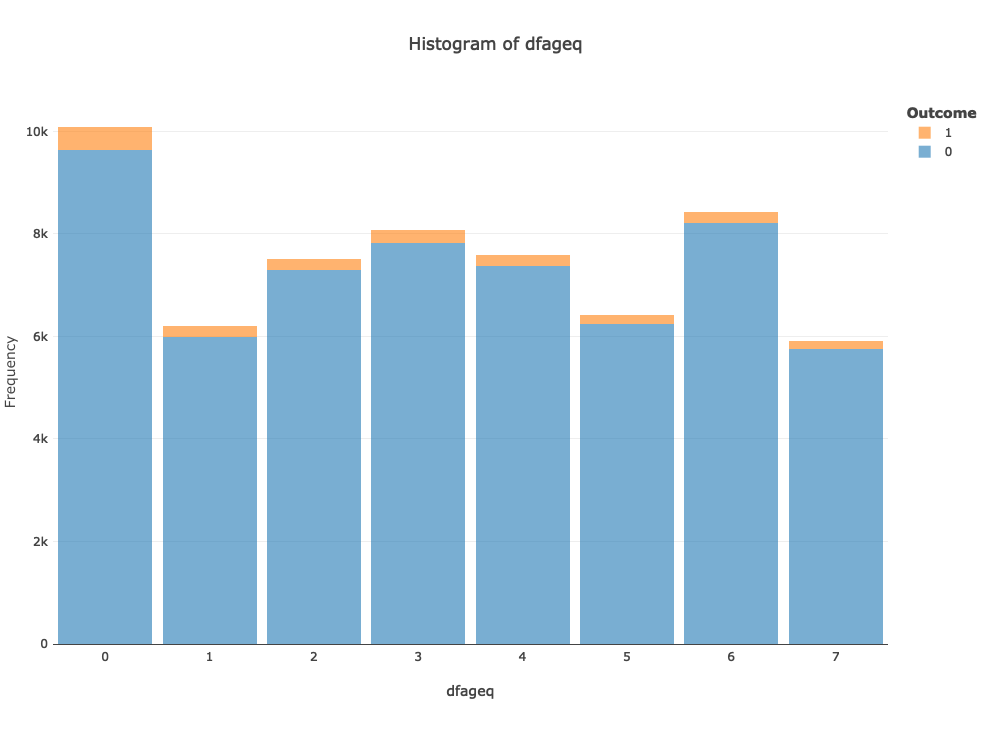 Histogram of dfageq
Outcome
1
0
10k
8k
6k
4k
2k
0
Frequency
0 1 2 3 4 5 6 7
dfageq